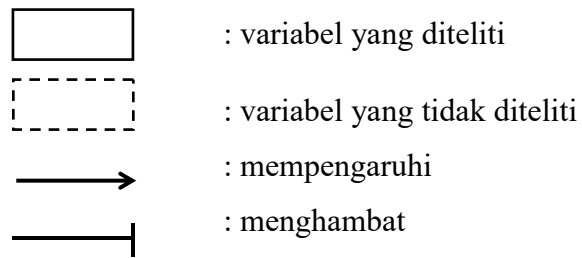 : variabel yang diteliti
: variabel yang tidak diteliti
: mempengaruhi
: menghambat